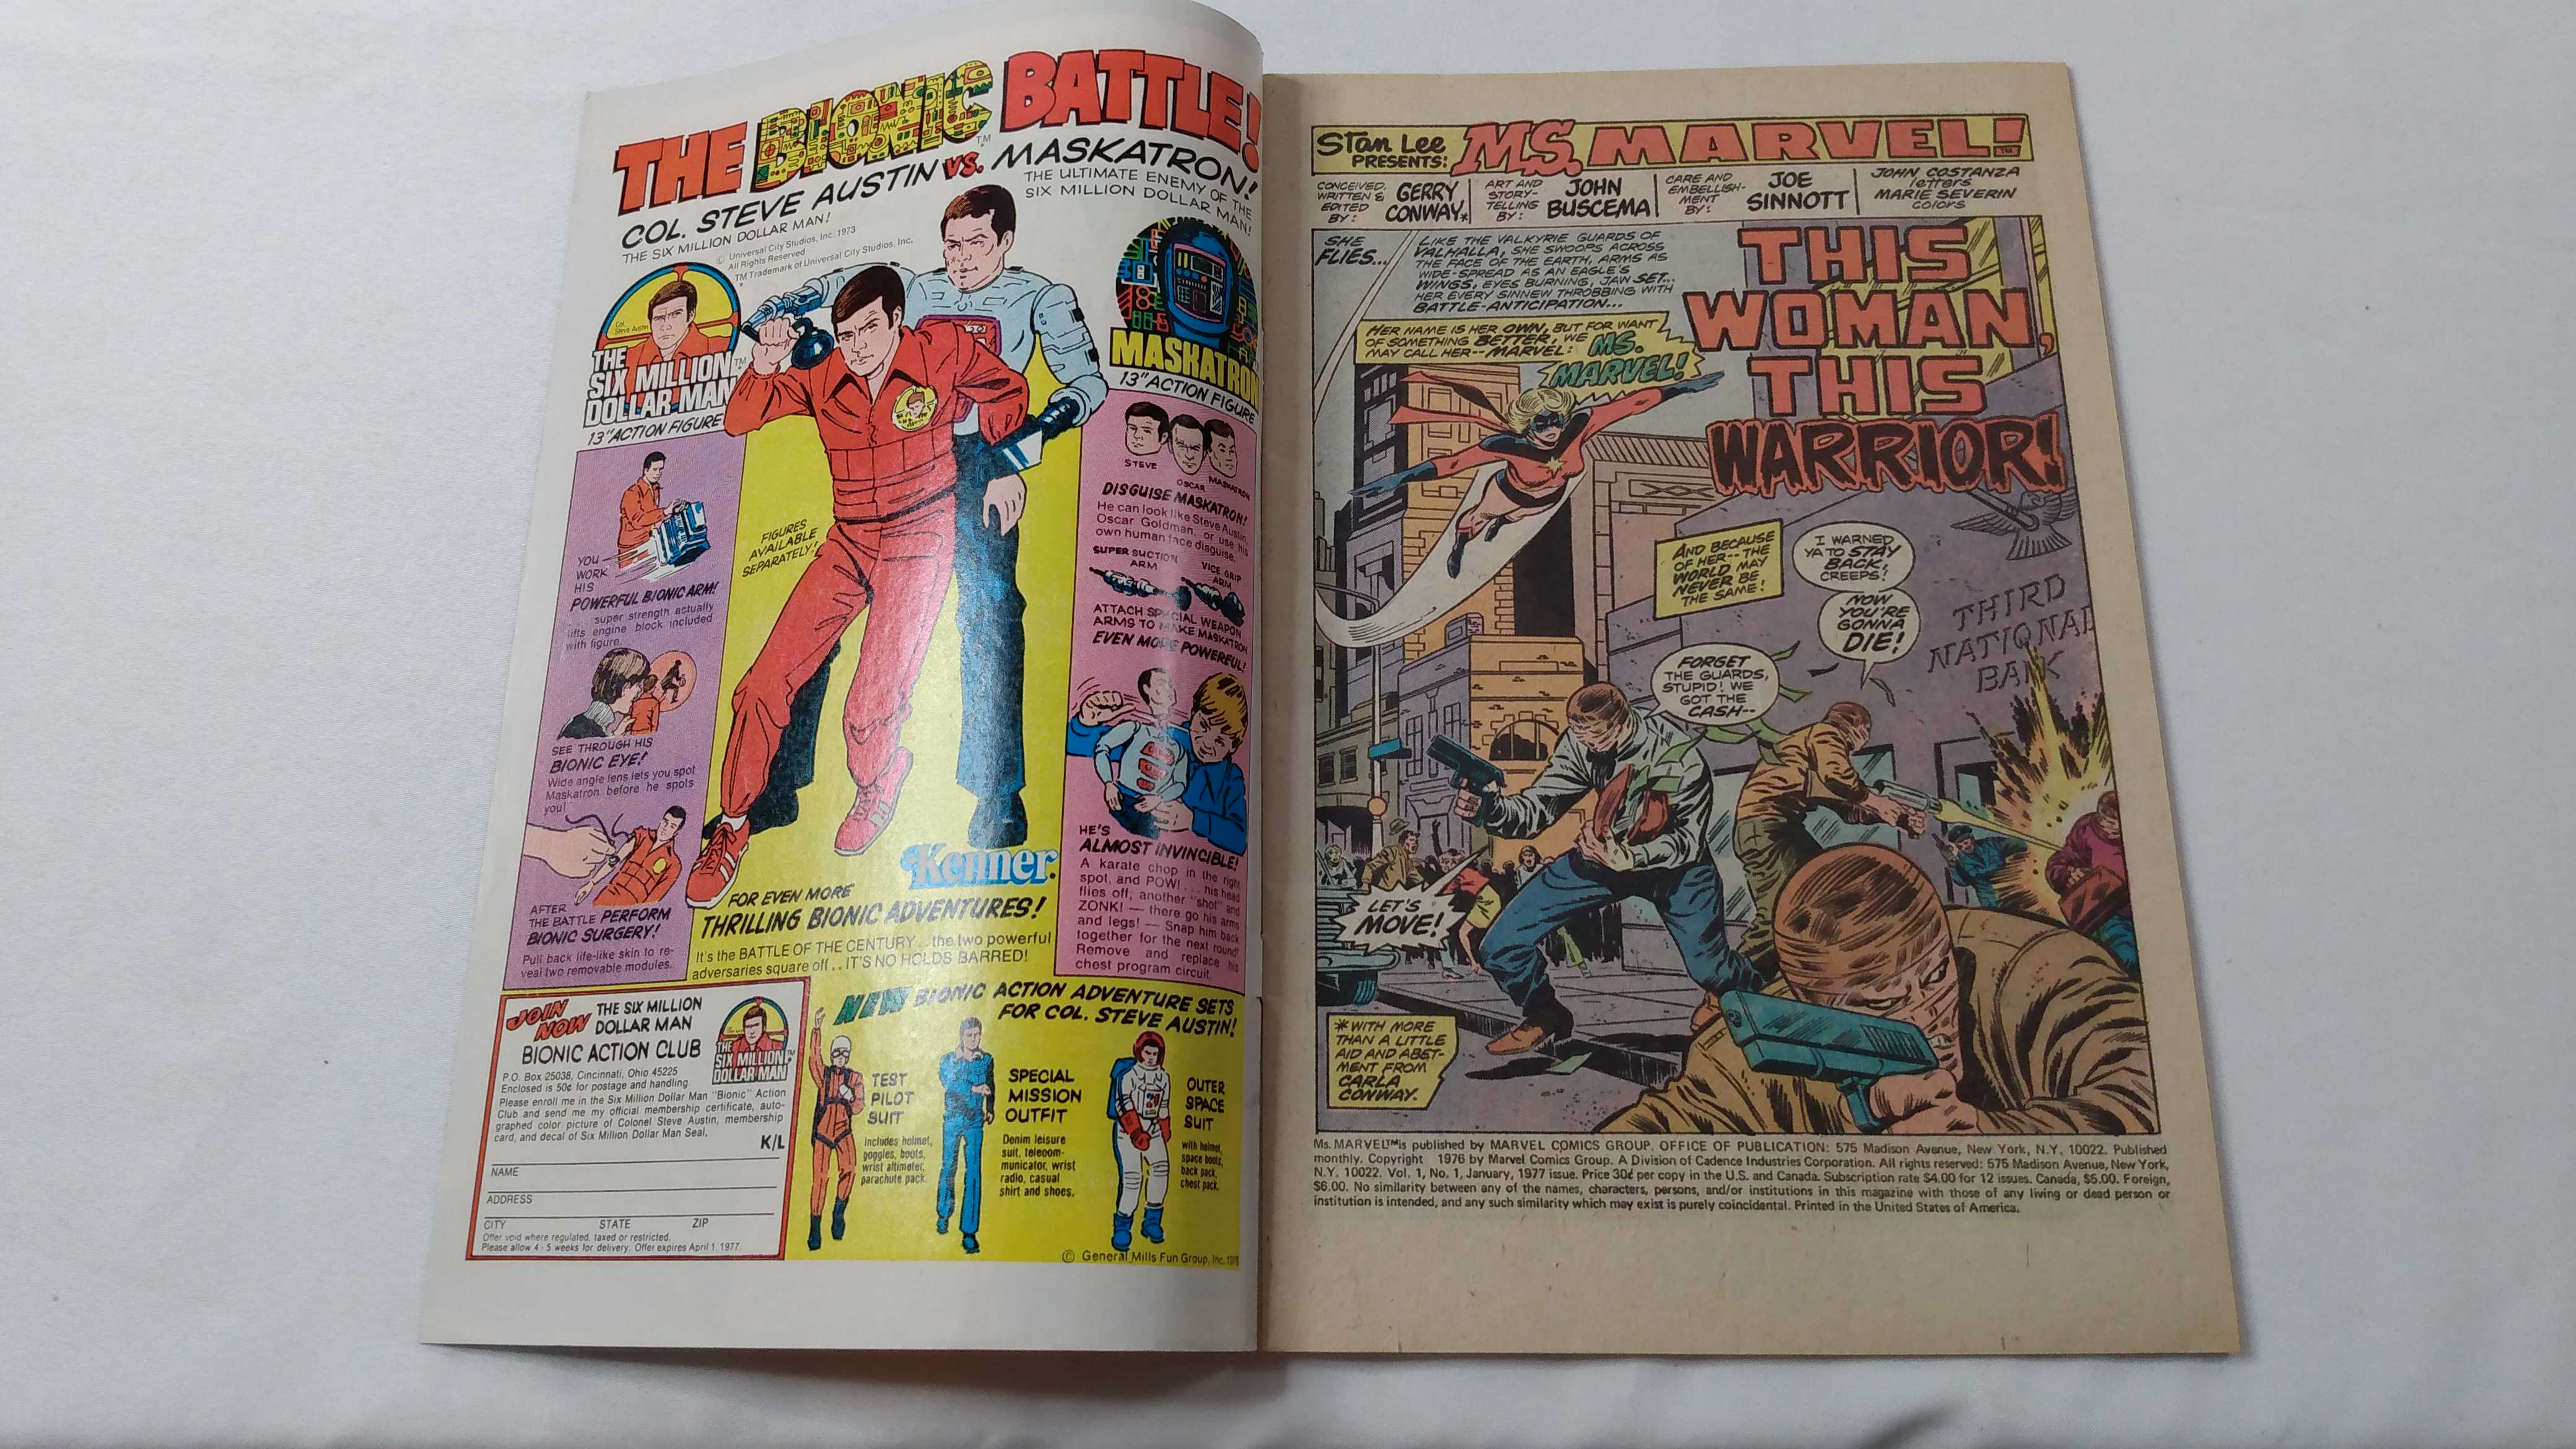 THE BIONIC BATTLE!
TM
COL. STEVE AUSTIN VS. MASKATRON!
THE SIX MILLION DOLLAR MAN!
THE ULTIMATE ENEMY OF THE
SIX MILLION DOLLAR MAN!
© Universal City Studios, Inc. 1973
All Rights Reserved
TM Trademark of Universal City Studios, Inc.
Col.
Steve Austin
THE
SIX MILLION
DOLLAR MAN
TM
13" ACTION FIGURE
MASKATRON
13" ACTION FIGURE
FIGURES
AVAILABLE
SEPARATELY!
YOU
WORK
HIS
POWERFUL BIONIC ARM!
super strength actually
lifts engine block included
with figure.
SEE THROUGH HIS
BIONIC EYE!
Wide angle lens lets you spot
Maskatron before he spots
you!
AFTER
THE BATTLE PERFORM
BIONIC SURGERY!
Pull back life-like skin to re-
veal two removable modules.
STEVE
OSCAR
MASKATRON
DISGUISE MASKATRON!
He can look like Steve Austin,
Oscar Goldman, or use his
own human face disguise.
SUPER SUCTION
ARM
VICE GRIP
ARM
ATTACH SPECIAL WEAPON
ARMS TO MAKE MASKATRON
EVEN MORE POWERFUL!
HE'S
ALMOST INVINCIBLE!
A karate chop in the right
spot, and POW! . . . his head
flies off; another "shot" and
ZONK! — there go his arms
and legs! — Snap him back
together for the next round!
Remove and replace his
chest program circuit.
Kenner.
FOR EVEN MORE
THRILLING BIONIC ADVENTURES!
It's the BATTLE OF THE CENTURY . . . the two powerful
adversaries square off . . IT'S NO HOLDS BARRED!
JOIN
NOW
THE SIX MILLION
DOLLAR MAN
BIONIC ACTION CLUB
THE
SIX MILLION
DOLLAR MAN
TM
P.O. Box 25038, Cincinnati, Ohio 45225
Enclosed is 50¢ for postage and handling.
Please enroll me in the Six Million Dollar Man "Bionic" Action
Club and send me my official membership certificate, auto-
graphed color picture of Colonel Steve Austin, membership
card, and decal of Six Million Dollar Man Seal.
K/L
NAME
ADDRESS
CITY STATE ZIP
Offer void where regulated, taxed or restricted.
Please allow 4-5 weeks for delivery. Offer expires April 1, 1977.
NEW BIONIC ACTION ADVENTURE SETS
FOR COL. STEVE AUSTIN!
TEST
PILOT
SUIT
Includes helmet,
goggles, boots,
wrist altimeter,
parachute pack.
SPECIAL
MISSION
OUTFIT
Denim leisure
suit, telecom-
municator, wrist
radio, casual
shirt and shoes.
OUTER
SPACE
SUIT
with helmet,
space boots,
back pack,
chest pack.
© General Mills Fun Group, Inc.
Stan Lee
PRESENTS:
MS. MARVEL!
TM
CONCEIVED,
WRITTEN &
EDITED
BY:
GERRY
CONWAY*
ART AND
STORY-
TELLING
BY:
JOHN
BUSCEMA
CARE AND
EMBELLISH-
MENT
BY:
JOE
SINNOTT
JOHN COSTANZA
letters
MARIE SEVERIN
colors
SHE
FLIES...
LIKE THE VALKYRIE GUARDS OF
VALHALLA, SHE SWOOPS ACROSS
THE FACE OF THE EARTH, ARMS AS
WIDE-SPREAD AS AN EAGLE'S
WINGS, EYES BURNING, JAW SET...
HER EVERY SINNEW THROBBING WITH
BATTLE-ANTICIPATION...
HER NAME IS HER OWN, BUT FOR WANT
OF SOMETHING BETTER, WE
MAY CALL HER--MARVEL: MS.
MARVEL!
THIS
WOMAN,
THIS
WARRIOR!
AND BECAUSE
OF HER--THE
WORLD MAY
NEVER BE
THE SAME!
I WARNED
YA TO STAY
BACK,
CREEPS!
NOW
YOU'RE
GONNA
DIE!
THIRD
NATIONAL
BANK
FORGET
THE GUARDS,
STUPID! WE
GOT THE
CASH--
LET'S
MOVE!
*WITH MORE
THAN A LITTLE
AID AND ABET-
MENT FROM
CARLA
CONWAY.
Ms. MARVEL™ is published by MARVEL COMICS GROUP. OFFICE OF PUBLICATION: 575 Madison Avenue, New York, N.Y. 10022. Published
monthly. Copyright 1976 by Marvel Comics Group. A Division of Cadence Industries Corporation. All rights reserved: 575 Madison Avenue, New York,
N.Y. 10022. Vol. 1, No. 1, January, 1977 issue. Price 30¢ per copy in the U.S. and Canada. Subscription rate $4.00 for 12 issues. Canada, $5.00. Foreign,
$6.00. No similarity between any of the names, characters, persons, and/or institutions in this magazine with those of any living or dead person or
institution is intended, and any such similarity which may exist is purely coincidental. Printed in the United States of America.